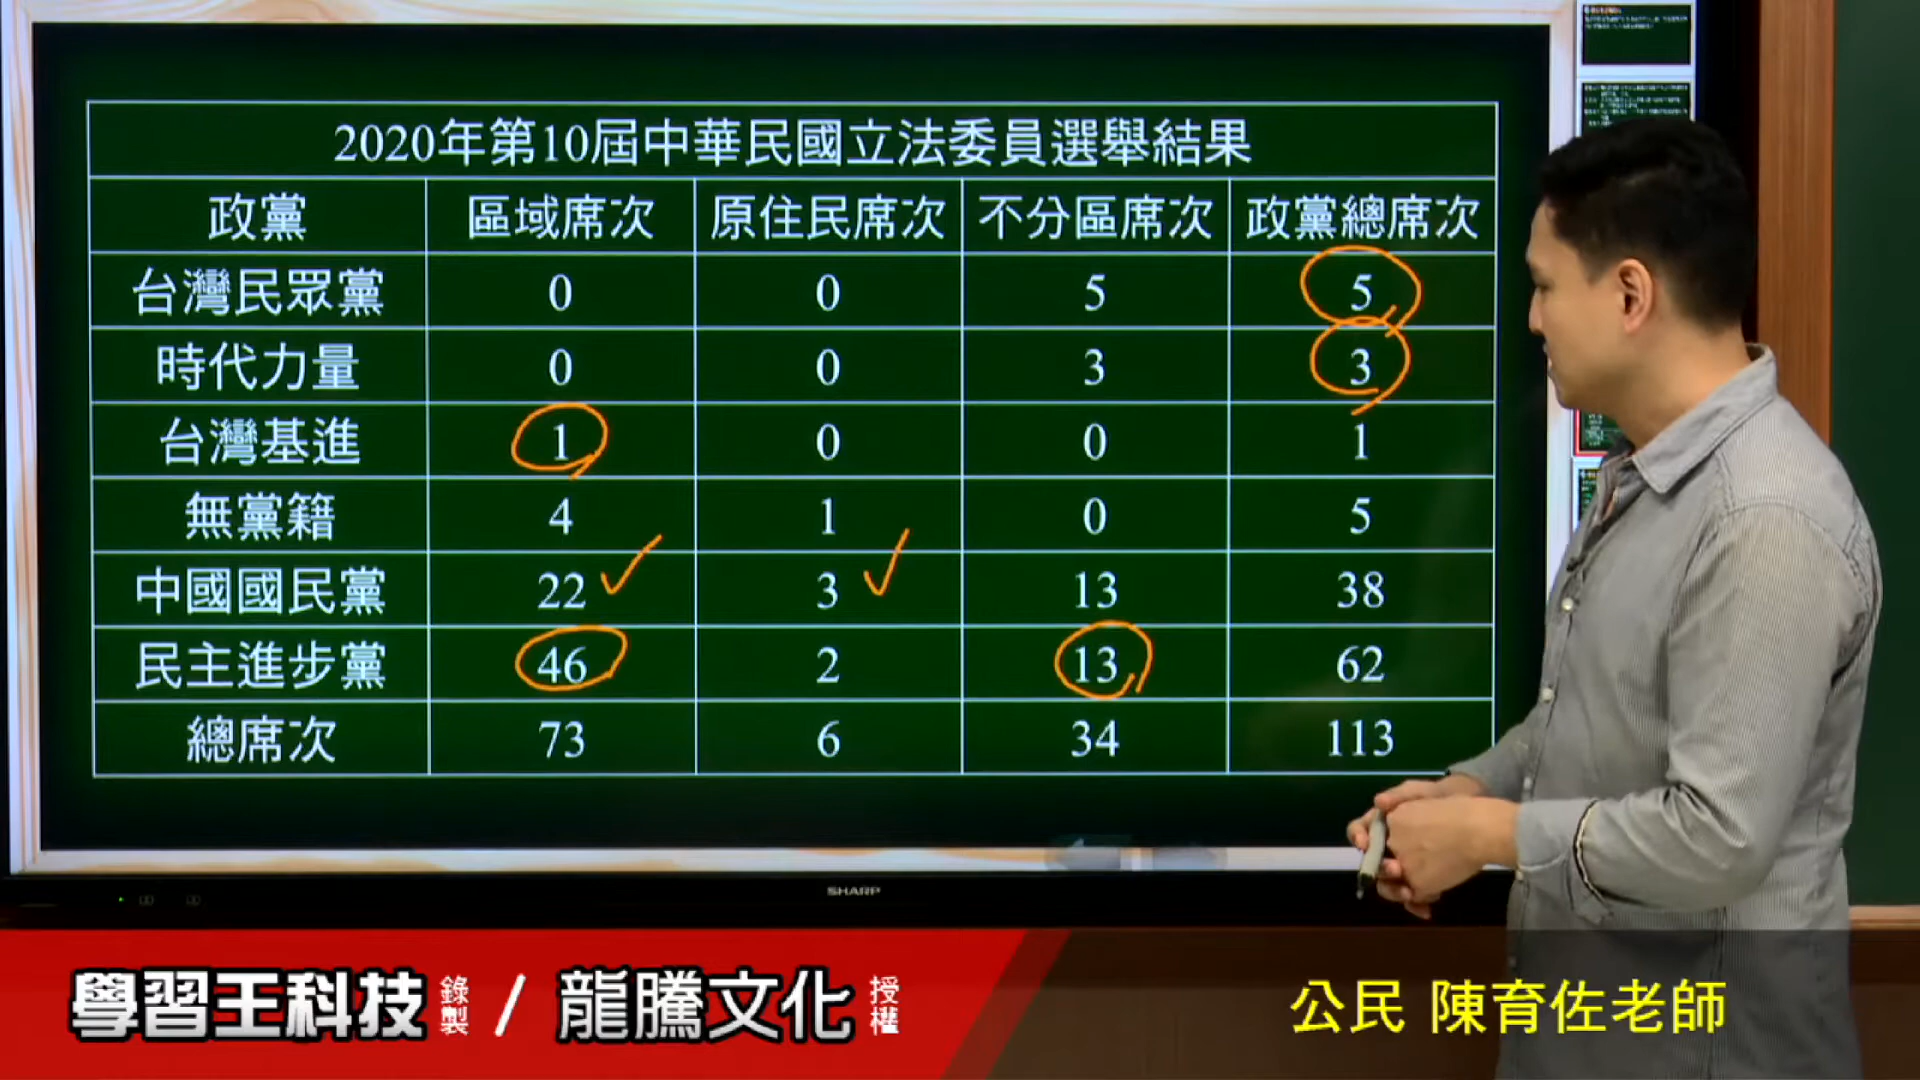 2020年第10屆中華民國立法委員選舉結果
政黨 區域席次 原住民席次 不分區席次 政黨總席次
台灣民眾黨 0 0 5 5
時代力量 0 0 3 3
台灣基進 1 0 0 1
無黨籍 4 1 0 5
中國國民黨 22 3 13 38
民主進步黨 46 2 13 62
總席次 73 6 34 113
SHARP
學習王科技 錄製 / 龍騰文化 授權
公民 陳育佐老師